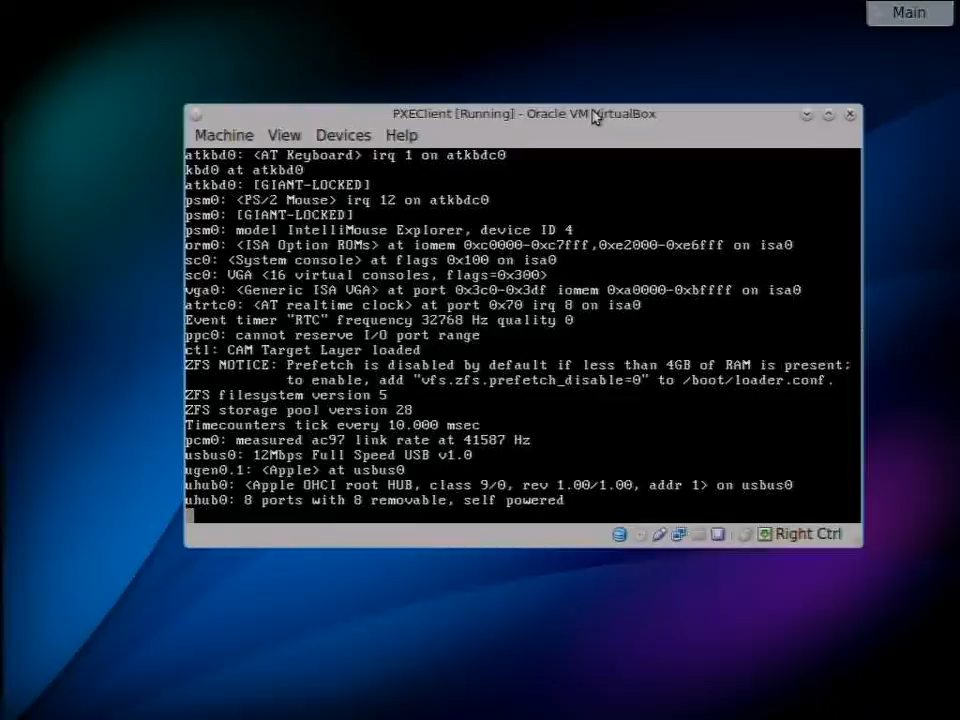 Main
PXEClient [Running] - Oracle VM VirtualBox
Machine View Devices Help
atkbd0: <AT Keyboard> irq 1 on atkbdc0
kbd0 at atkbd0
atkbd0: [GIANT-LOCKED]
psm0: <PS/2 Mouse> irq 12 on atkbdc0
psm0: [GIANT-LOCKED]
psm0: model IntelliMouse Explorer, device ID 4
orm0: <ISA Option ROMs> at iomem 0xc0000-0xc7fff,0xe2000-0xe6fff on isa0
sc0: <System console> at flags 0x100 on isa0
sc0: VGA <16 virtual consoles, flags=0x300>
vga0: <Generic ISA VGA> at port 0x3c0-0x3df iomem 0xa0000-0xbffff on isa0
atrtc0: <AT realtime clock> at port 0x70 irq 8 on isa0
Event timer "RTC" frequency 32768 Hz quality 0
ppc0: cannot reserve I/O port range
ctl: CAM Target Layer loaded
ZFS NOTICE: Prefetch is disabled by default if less than 4GB of RAM is present;
to enable, add "vfs.zfs.prefetch_disable=0" to /boot/loader.conf.
ZFS filesystem version 5
ZFS storage pool version 28
Timecounters tick every 10.000 msec
pcm0: measured ac97 link rate at 41587 Hz
usbus0: 12Mbps Full Speed USB v1.0
ugen0.1: <Apple> at usbus0
uhub0: <Apple OHCI root HUB, class 9/0, rev 1.00/1.00, addr 1> on usbus0
uhub0: 8 ports with 8 removable, self powered
Right Ctrl